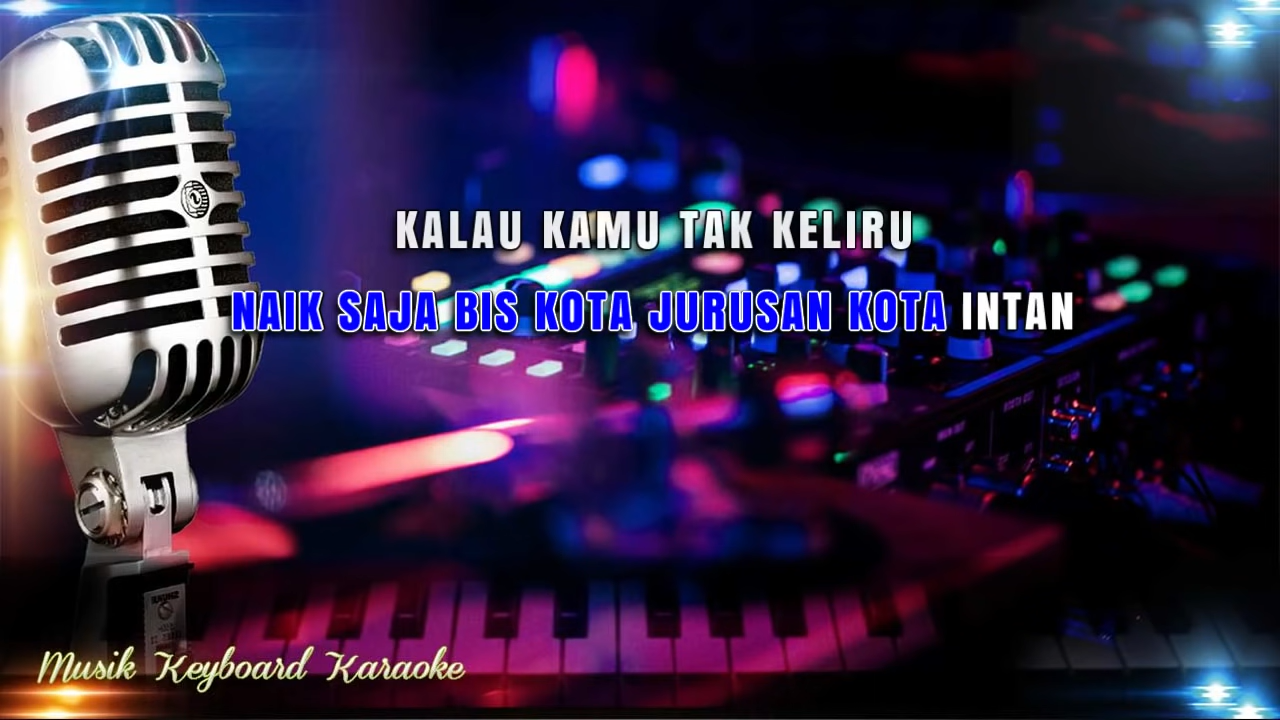 KALAU KAMU TAK KELIRU
NAIK SAJA BIS KOTA JURUSAN KOTA INTAN
Musik Keyboard Karaoke